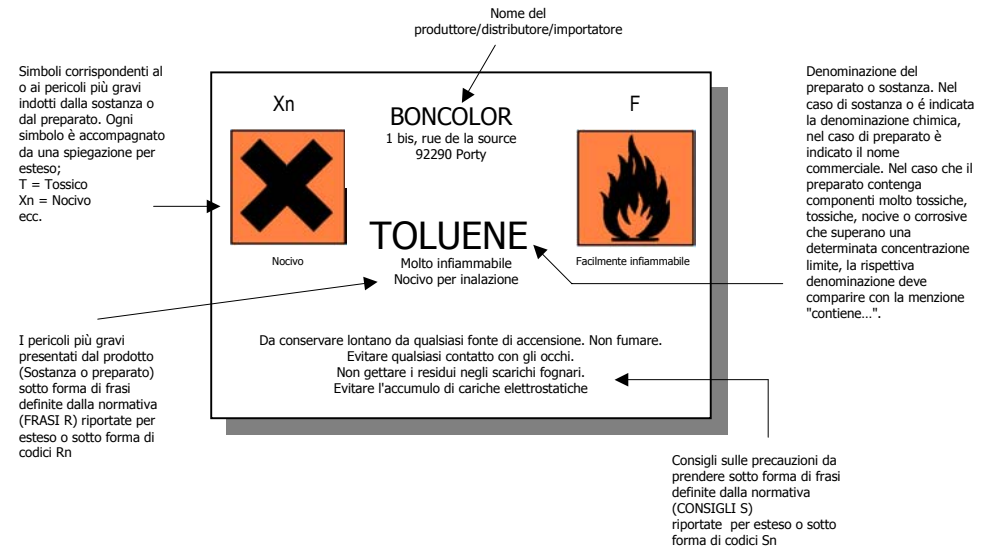 Nome del
produttore/distributore/importatore
Simboli corrispondenti al
o ai pericoli più gravi
indotti dalla sostanza o
dal preparato. Ogni
simbolo è accompagnato
da una spiegazione per
esteso;
T = Tossico
Xn = Nocivo
ecc.
Xn
BONCOLOR
1 bis, rue de la source
92290 Porty
F
Nocivo
TOLUENE
Molto infiammabile
Nocivo per inalazione
Facilmente infiammabile
Da conservare lontano da qualsiasi fonte di accensione. Non fumare.
Evitare qualsiasi contatto con gli occhi.
Non gettare i residui negli scarichi fognari.
Evitare l'accumulo di cariche elettrostatiche
Denominazione del
preparato o sostanza. Nel
caso di sostanza o é indicata
la denominazione chimica,
nel caso di preparato è
indicato il nome
commerciale. Nel caso che il
preparato contenga
componenti molto tossiche,
tossiche, nocive o corrosive
che superano una
determinata concentrazione
limite, la rispettiva
denominazione deve
comparire con la menzione
"contiene...".
I pericoli più gravi
presentati dal prodotto
(Sostanza o preparato)
sotto forma di frasi
definite dalla normativa
(FRASI R) riportate per
esteso o sotto forma di
codici Rn
Consigli sulle precauzioni da
prendere sotto forma di frasi
definite dalla normativa
(CONSIGLI S)
riportate per esteso o sotto
forma di codici Sn